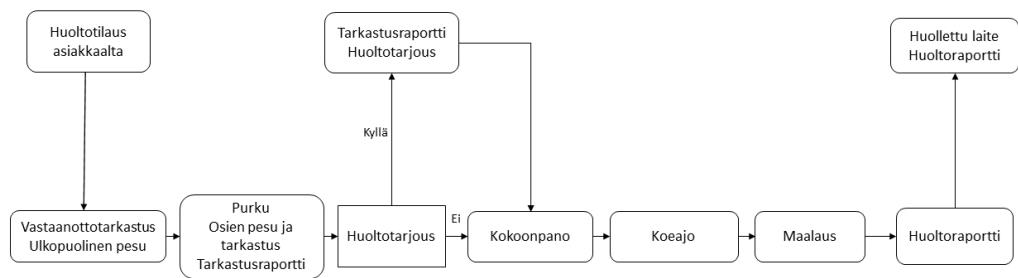 Huoltotilaus
asiakkaalta
Tarkastusraportti
Huoltotarjous
Huollettu laite
Huoltoraportti
Kyllä
Vastaanottotarkastus
Ulkopuolinen pesu
Purku
Osien pesu ja
tarkastus
Tarkastusraportti
Huoltotarjous
Ei
Kokoonpano
Koeajo
Maalaus
Huoltoraportti